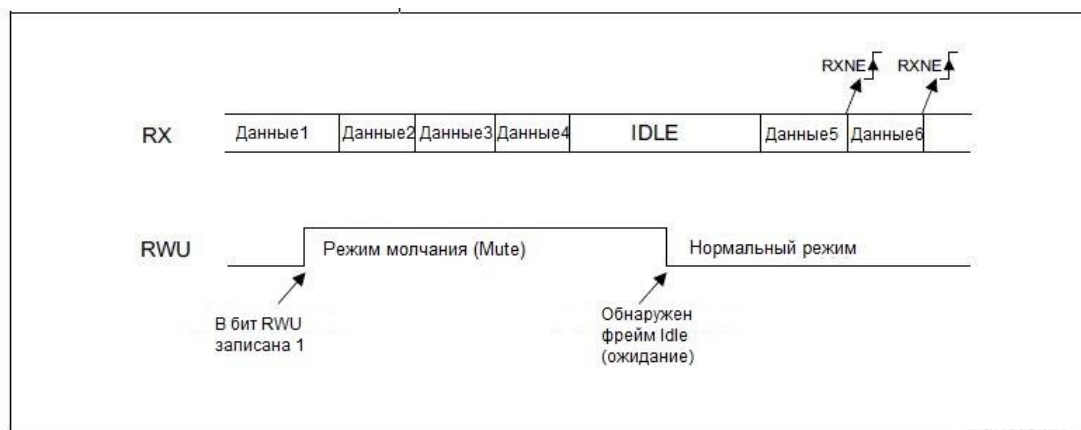 RXNE RXNE
RX Данные1 Данные2 Данные3 Данные4 IDLE Данные5 Данные6
RWU Режим молчания (Mute) Нормальный режим
В бит RWU
записана 1
Обнаружен
фрейм Idle
(ожидание)